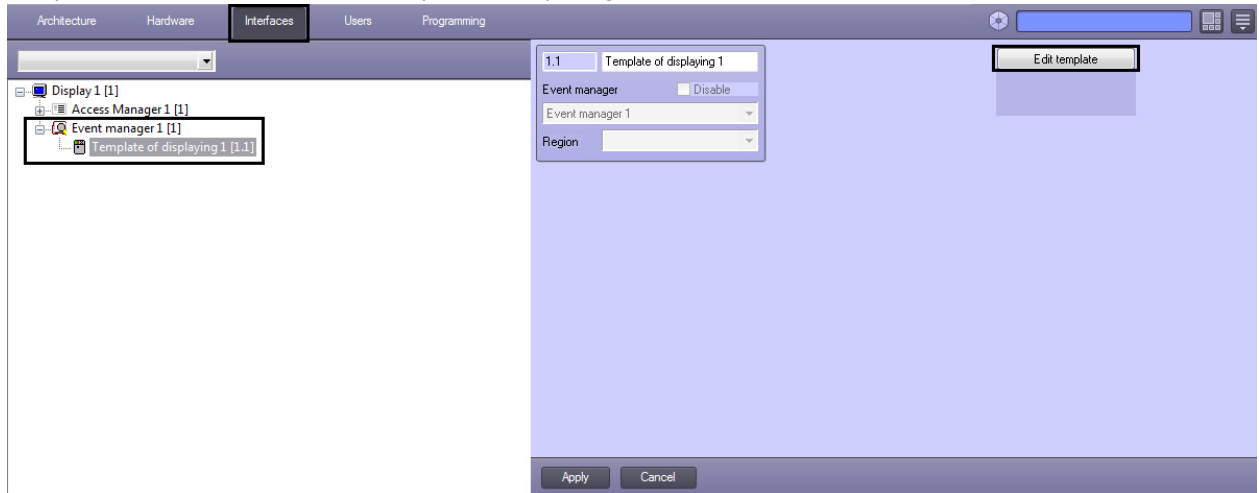 Architecture Hardware Interfaces Users Programming
Display 1 [1]
Access Manager 1 [1]
Event manager 1 [1]
Template of displaying 1 [1.1]
1.1 Template of displaying 1
Event manager Disable
Event manager 1
Region
Edit template
Apply Cancel